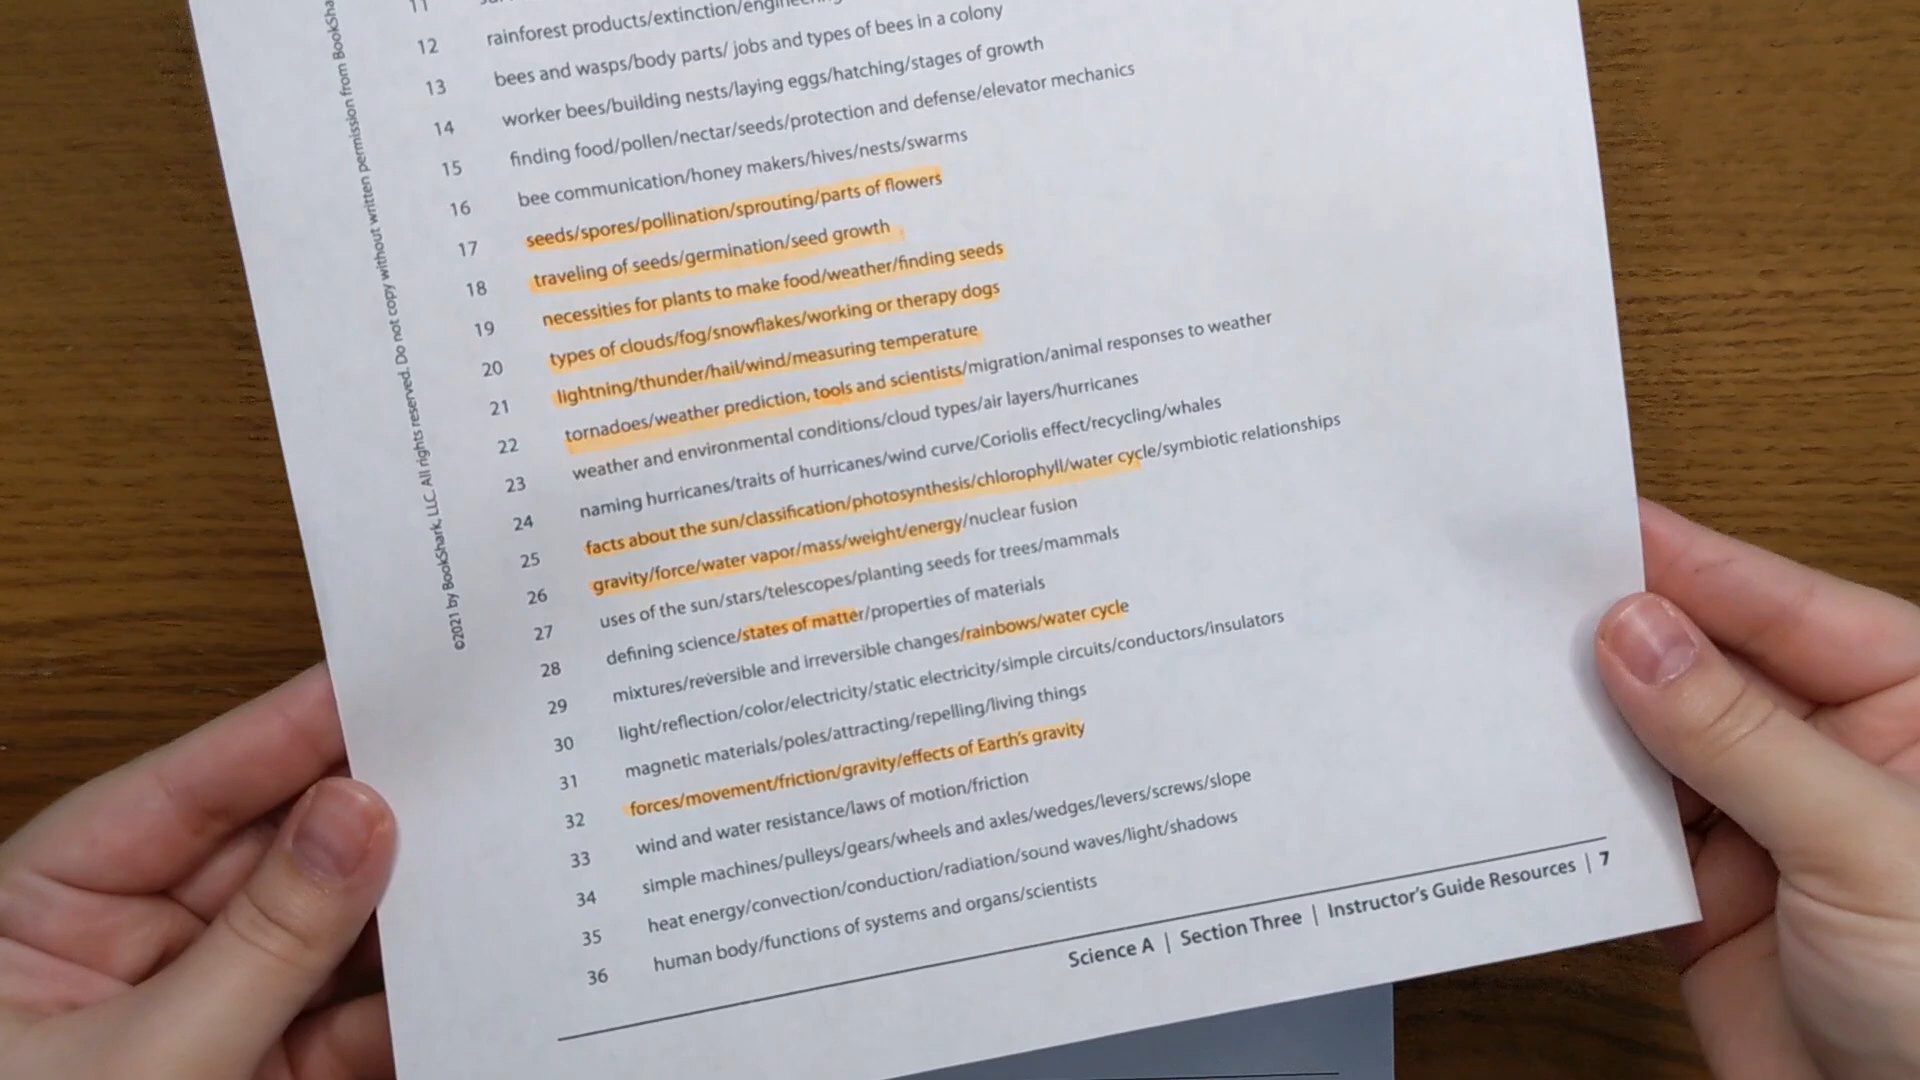 11
12 rainforest products/extinction/
13 bees and wasps/body parts/ jobs and types of bees in a colony
14 worker bees/building nests/laying eggs/hatching/stages of growth
15 finding food/pollen/nectar/seeds/protection and defense/elevator mechanics
16 bee communication/honey makers/hives/nests/swarms
17 seeds/spores/pollination/sprouting/parts of flowers
18 traveling of seeds/germination/seed growth
19 necessities for plants to make food/weather/finding seeds
20 types of clouds/fog/snowflakes/working or therapy dogs
21 lightning/thunder/hail/wind/measuring temperature
22 tornadoes/weather prediction, tools and scientists/migration/animal responses to weather
23 weather and environmental conditions/cloud types/air layers/hurricanes
24 naming hurricanes/traits of hurricanes/wind curve/Coriolis effect/recycling/whales
25 facts about the sun/classification/photosynthesis/chlorophyll/water cycle/symbiotic relationships
26 gravity/force/water vapor/mass/weight/energy/nuclear fusion
27 uses of the sun/stars/telescopes/planting seeds for trees/mammals
28 defining science/states of matter/properties of materials
29 mixtures/reversible and irreversible changes/rainbows/water cycle
30 light/reflection/color/electricity/static electricity/simple circuits/conductors/insulators
31 magnetic materials/poles/attracting/repelling/living things
32 forces/movement/friction/gravity/effects of Earth's gravity
33 wind and water resistance/laws of motion/friction
34 simple machines/pulleys/gears/wheels and axles/wedges/levers/screws/slope
35 heat energy/convection/conduction/radiation/sound waves/light/shadows
36 human body/functions of systems and organs/scientists
Science A | Section Three | Instructor's Guide Resources | 7
©2021 by BookShark, LLC. All rights reserved. Do not copy without written permission from